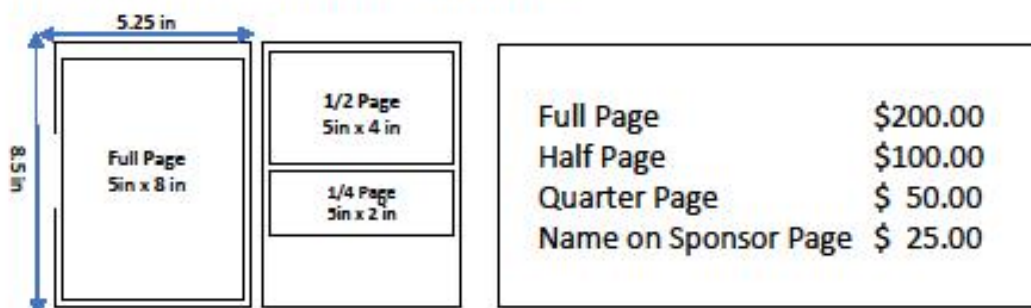 5.25 in
8.5 in
Full Page
5in x 8 in
1/2 Page
5in x 4 in
1/4 Page
5in x 2 in
Full Page $200.00
Half Page $100.00
Quarter Page $ 50.00
Name on Sponsor Page $ 25.00